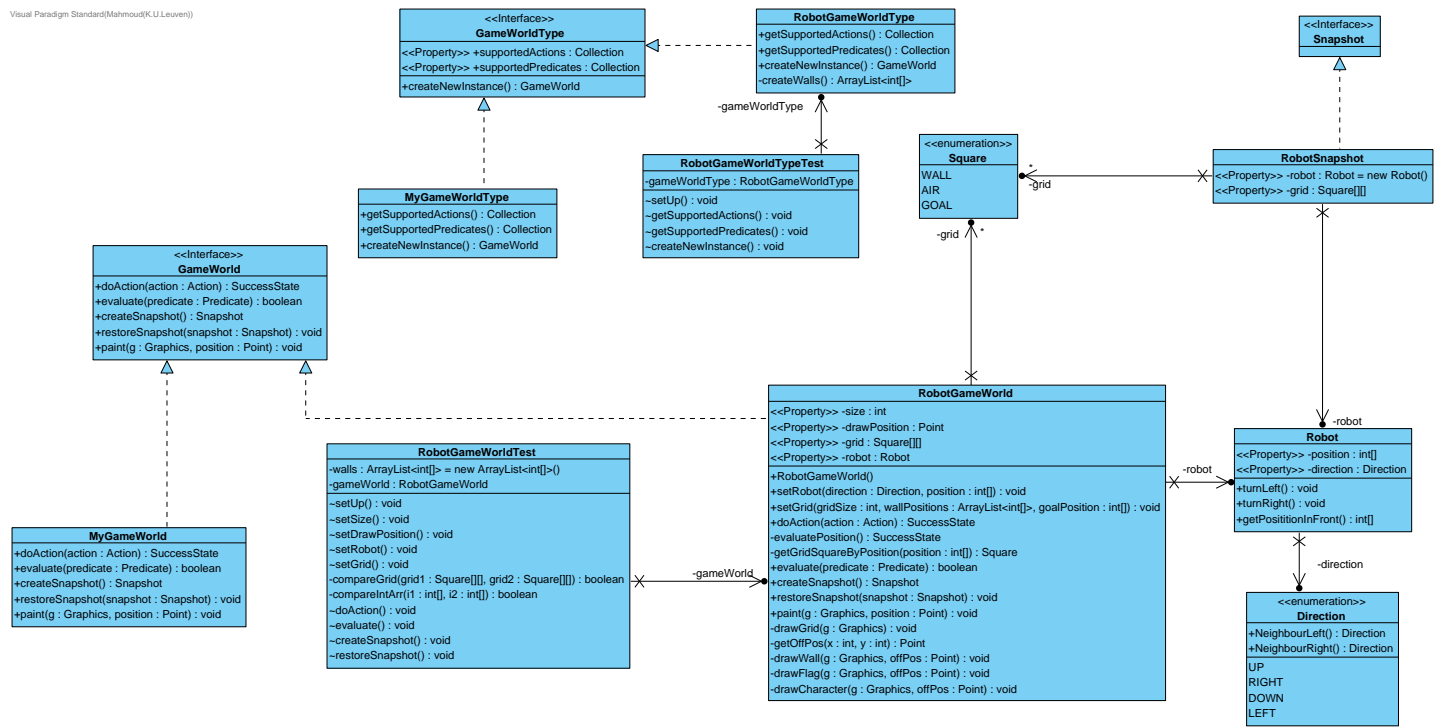 Visual Paradigm Standard(Mahmoud(K.U.Leuven))
<<Interface>>
GameWorldType
<<Property>> +supportedActions : Collection
<<Property>> +supportedPredicates : Collection
+createNewInstance() : GameWorld
RobotGameWorldType
+getSupportedActions() : Collection
+getSupportedPredicates() : Collection
+createNewInstance() : GameWorld
-createWalls() : ArrayList<int[]>
<<Interface>>
Snapshot
-gameWorldType
RobotGameWorldTypeTest
-gameWorldType : RobotGameWorldType
~setUp() : void
~getSupportedActions() : void
~getSupportedPredicates() : void
~createNewInstance() : void
<<enumeration>>
Square
WALL
AIR
GOAL
*
-grid
RobotSnapshot
<<Property>> -robot : Robot = new Robot()
<<Property>> -grid : Square[][]
MyGameWorldType
+getSupportedActions() : Collection
+getSupportedPredicates() : Collection
+createNewInstance() : GameWorld
-grid
*
<<Interface>>
GameWorld
+doAction(action : Action) : SuccessState
+evaluate(predicate : Predicate) : boolean
+createSnapshot() : Snapshot
+restoreSnapshot(snapshot : Snapshot) : void
+paint(g : Graphics, position : Point) : void
RobotGameWorld
<<Property>> -size : int
<<Property>> -drawPosition : Point
<<Property>> -grid : Square[][]
<<Property>> -robot : Robot
+RobotGameWorld()
+setRobot(direction : Direction, position : int[]) : void
+setGrid(gridSize : int, wallPositions : ArrayList<int[]>, goalPosition : int[]) : void
+doAction(action : Action) : SuccessState
-evaluatePosition() : SuccessState
-getGridSquareByPosition(position : int[]) : Square
+evaluate(predicate : Predicate) : boolean
+createSnapshot() : Snapshot
+restoreSnapshot(snapshot : Snapshot) : void
+paint(g : Graphics, position : Point) : void
-drawGrid(g : Graphics) : void
-getOffPos(x : int, y : int) : Point
-drawWall(g : Graphics, offPos : Point) : void
-drawFlag(g : Graphics, offPos : Point) : void
-drawCharacter(g : Graphics, offPos : Point) : void
-robot
-robot
Robot
<<Property>> -position : int[]
<<Property>> -direction : Direction
+turnLeft() : void
+turnRight() : void
+getPosititionInFront() : int[]
RobotGameWorldTest
-walls : ArrayList<int[]> = new ArrayList<int[]>()
-gameWorld : RobotGameWorld
~setUp() : void
~setSize() : void
~setDrawPosition() : void
~setRobot() : void
~setGrid() : void
-compareGrid(grid1 : Square[][], grid2 : Square[][]) : boolean
-compareIntArr(i1 : int[], i2 : int[]) : boolean
~doAction() : void
~evaluate() : void
~createSnapshot() : void
~restoreSnapshot() : void
-gameWorld
MyGameWorld
+doAction(action : Action) : SuccessState
+evaluate(predicate : Predicate) : boolean
+createSnapshot() : Snapshot
+restoreSnapshot(snapshot : Snapshot) : void
+paint(g : Graphics, position : Point) : void
-direction
<<enumeration>>
Direction
+NeighbourLeft() : Direction
+NeighbourRight() : Direction
UP
RIGHT
DOWN
LEFT